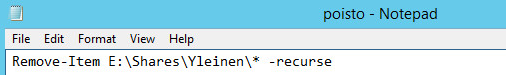 poisto - Notepad
File Edit Format View Help
Remove-Item E:\Shares\Yleinen\* -recurse